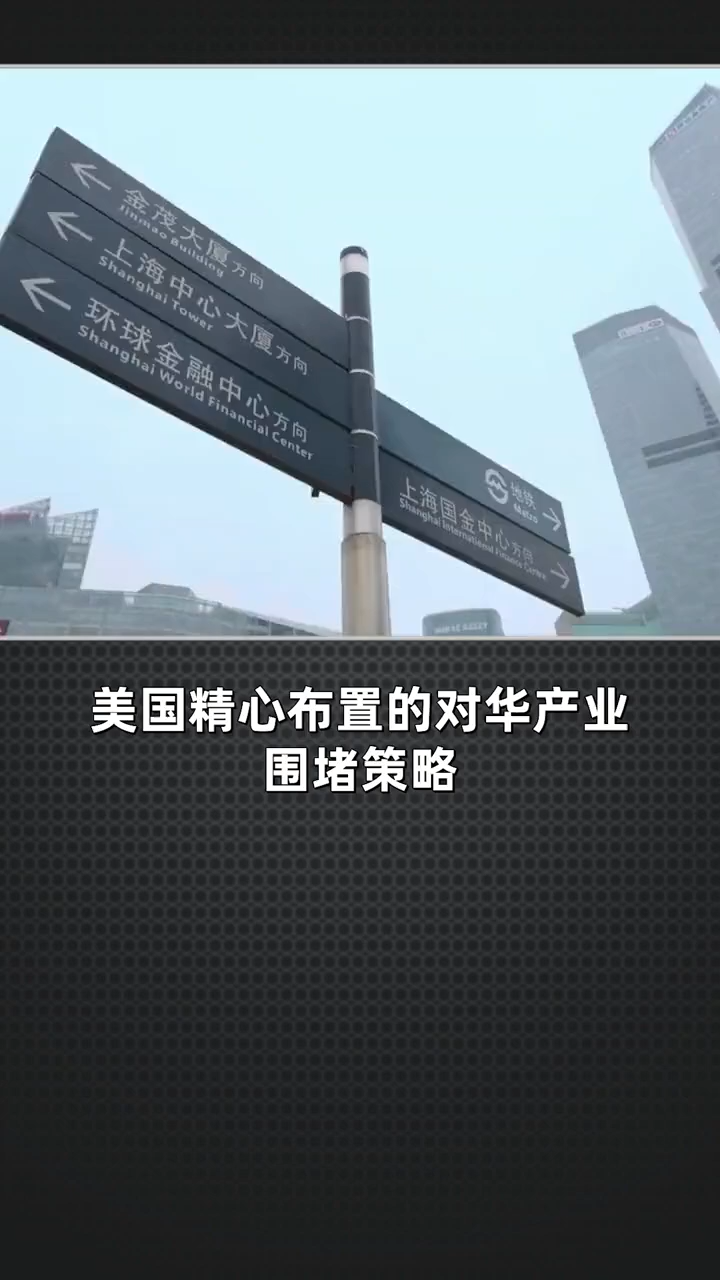 金茂大厦方向
Jinmao Building
上海中心大厦方向
Shanghai Tower
环球金融中心方向
Shanghai World Financial Center
地铁
Metro
上海国金中心方向
Shanghai International Finance Centre
美国精心布置的对华产业
围堵策略